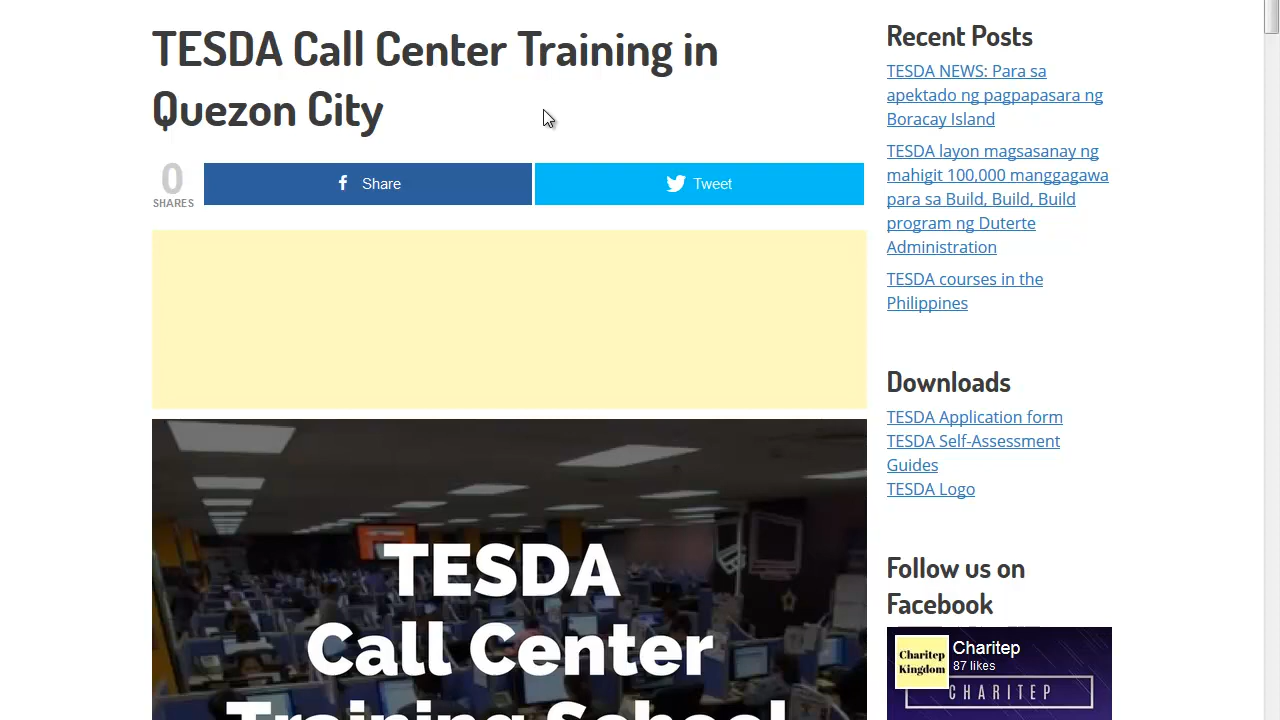 TESDA Call Center Training in
Quezon City
0
SHARES
Share
Tweet
TESDA
Call Center
Training School
Recent Posts
TESDA NEWS: Para sa
apektado ng pagpapasara ng
Boracay Island
TESDA layon magsasanay ng
mahigit 100,000 manggagawa
para sa Build, Build, Build
program ng Duterte
Administration
TESDA courses in the
Philippines
Downloads
TESDA Application form
TESDA Self-Assessment
Guides
TESDA Logo
Follow us on
Facebook
Charitep
Kingdom
Charitep
87 likes
CHARITEP